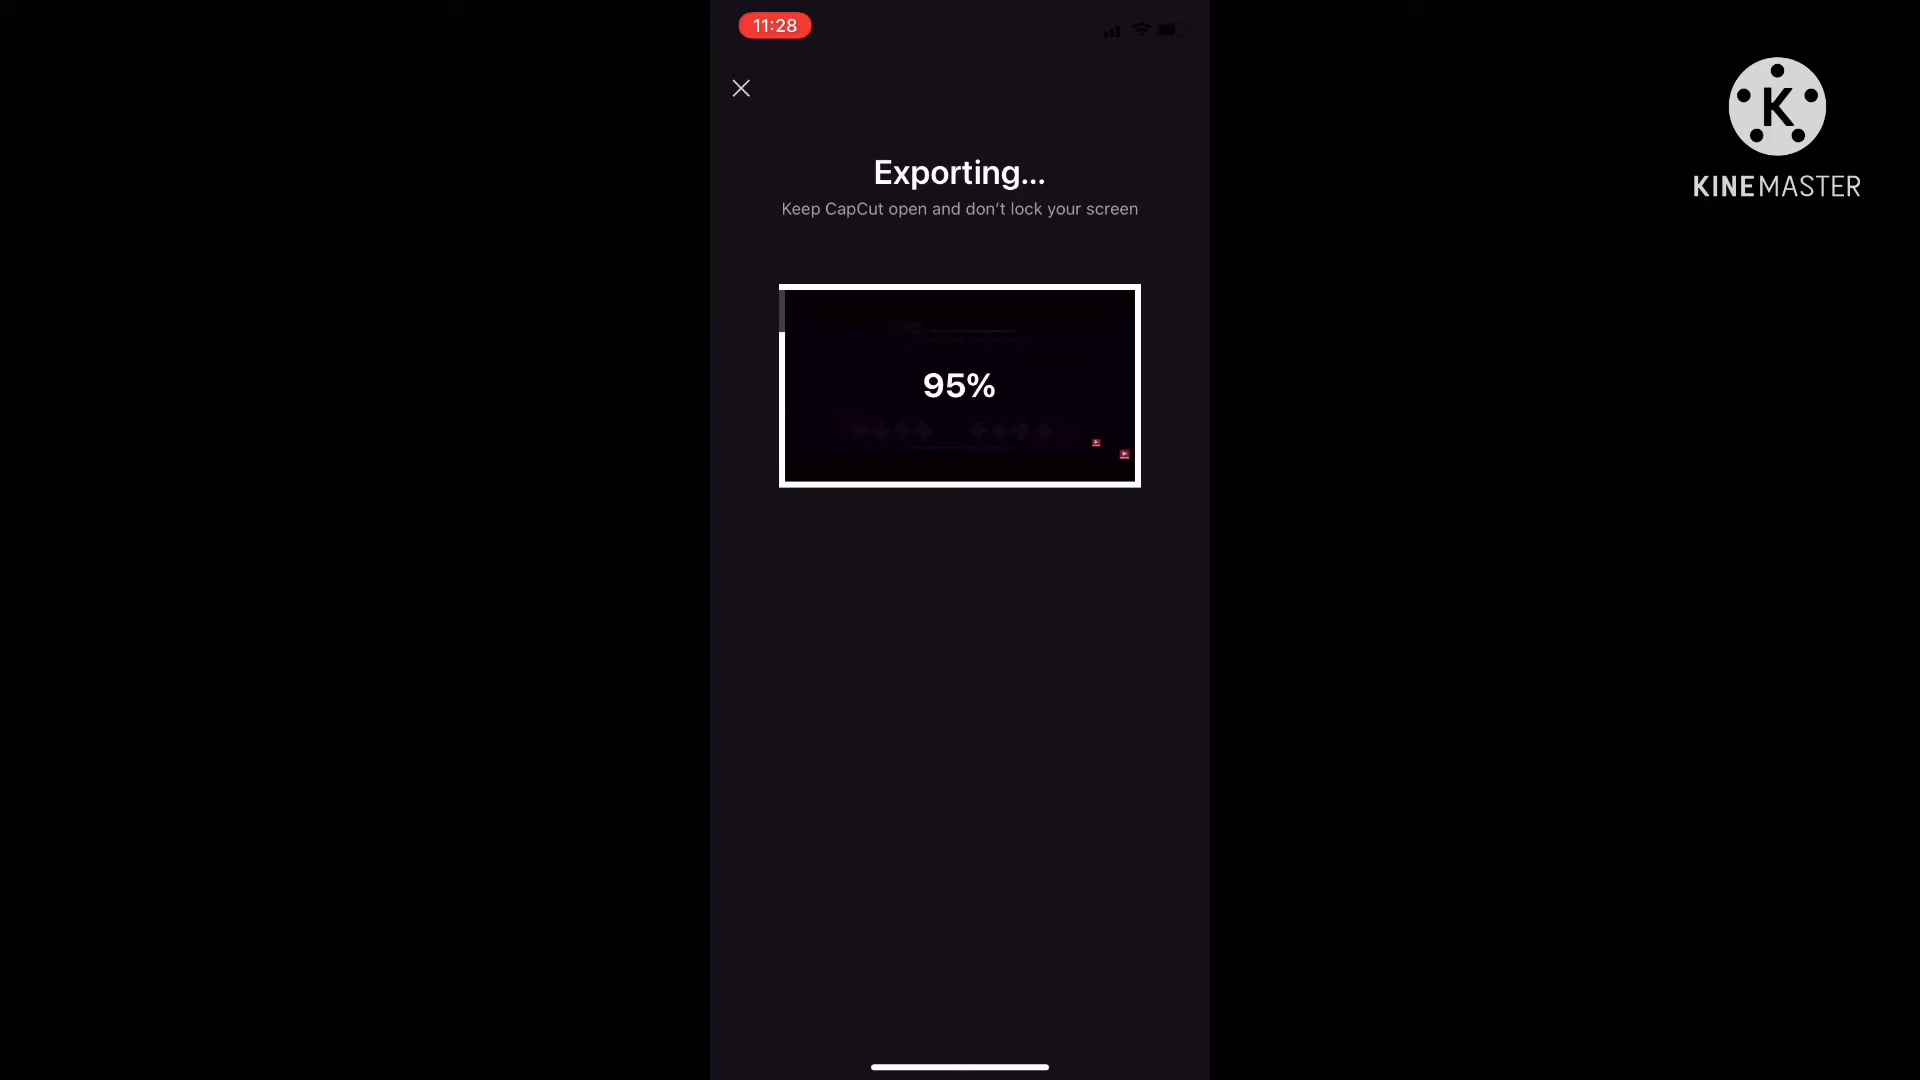 11:28
K
KINEMASTER
Exporting...
Keep CapCut open and don't lock your screen
95%